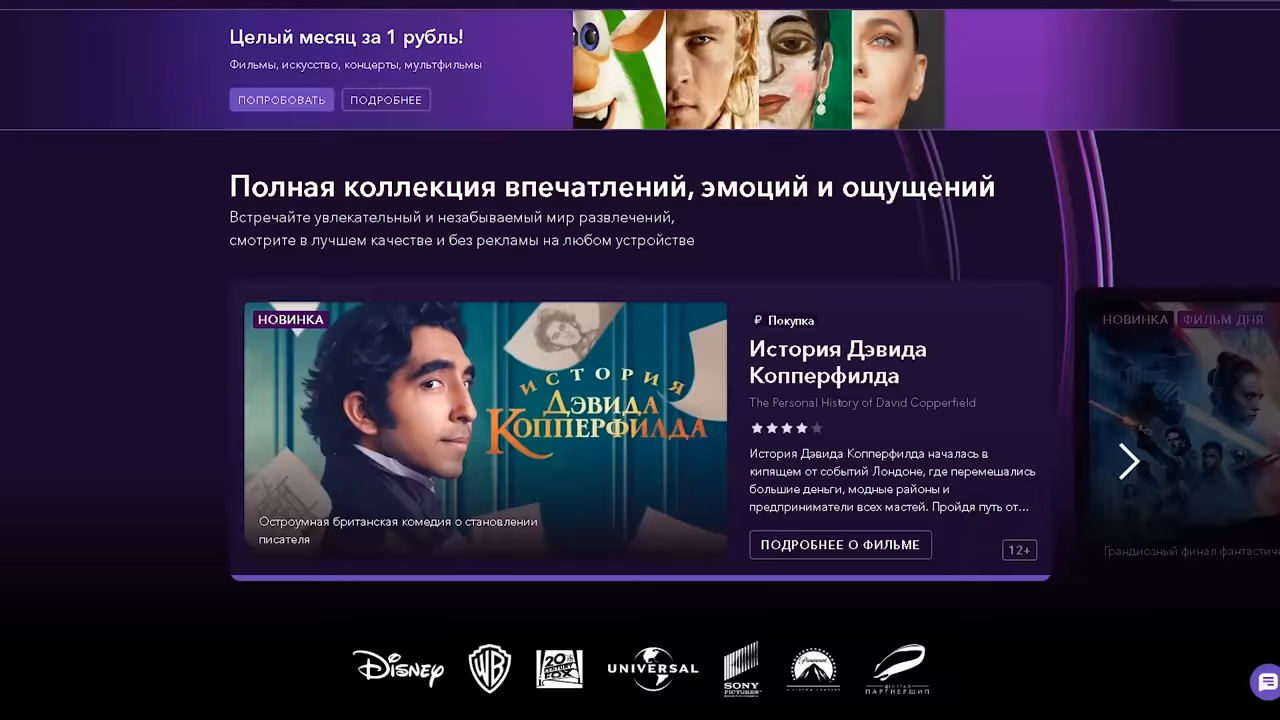 Целый месяц за 1 рубль!
Фильмы, искусство, концерты, мультфильмы
ПОПРОБОВАТЬ
ПОДРОБНЕЕ
Полная коллекция впечатлений, эмоций и ощущений
Встречайте увлекательный и незабываемый мир развлечений,
смотрите в лучшем качестве и без рекламы на любом устройстве
НОВИНКА
ИСТОРИЯ
ДЭВИДА
КОППЕРФИЛДА
Остроумная британская комедия о становлении
писателя
₽ Покупка
История Дэвида
Копперфилда
The Personal History of David Copperfield
История Дэвида Копперфилда началась в
кипящем от событий Лондоне, где перемешались
большие деньги, модные районы и
предприниматели всех мастей. Пройдя путь от...
ПОДРОБНЕЕ О ФИЛЬМЕ
12+
НОВИНКА
ФИЛЬМ ДНЯ
Грандиозный финал фантастиче
Disney
WB
20th
CENTURY
FOX
UNIVERSAL
SONY
PICTURES
Paramount
ЦЕНТРАЛ
ПАРТНЕРШИП